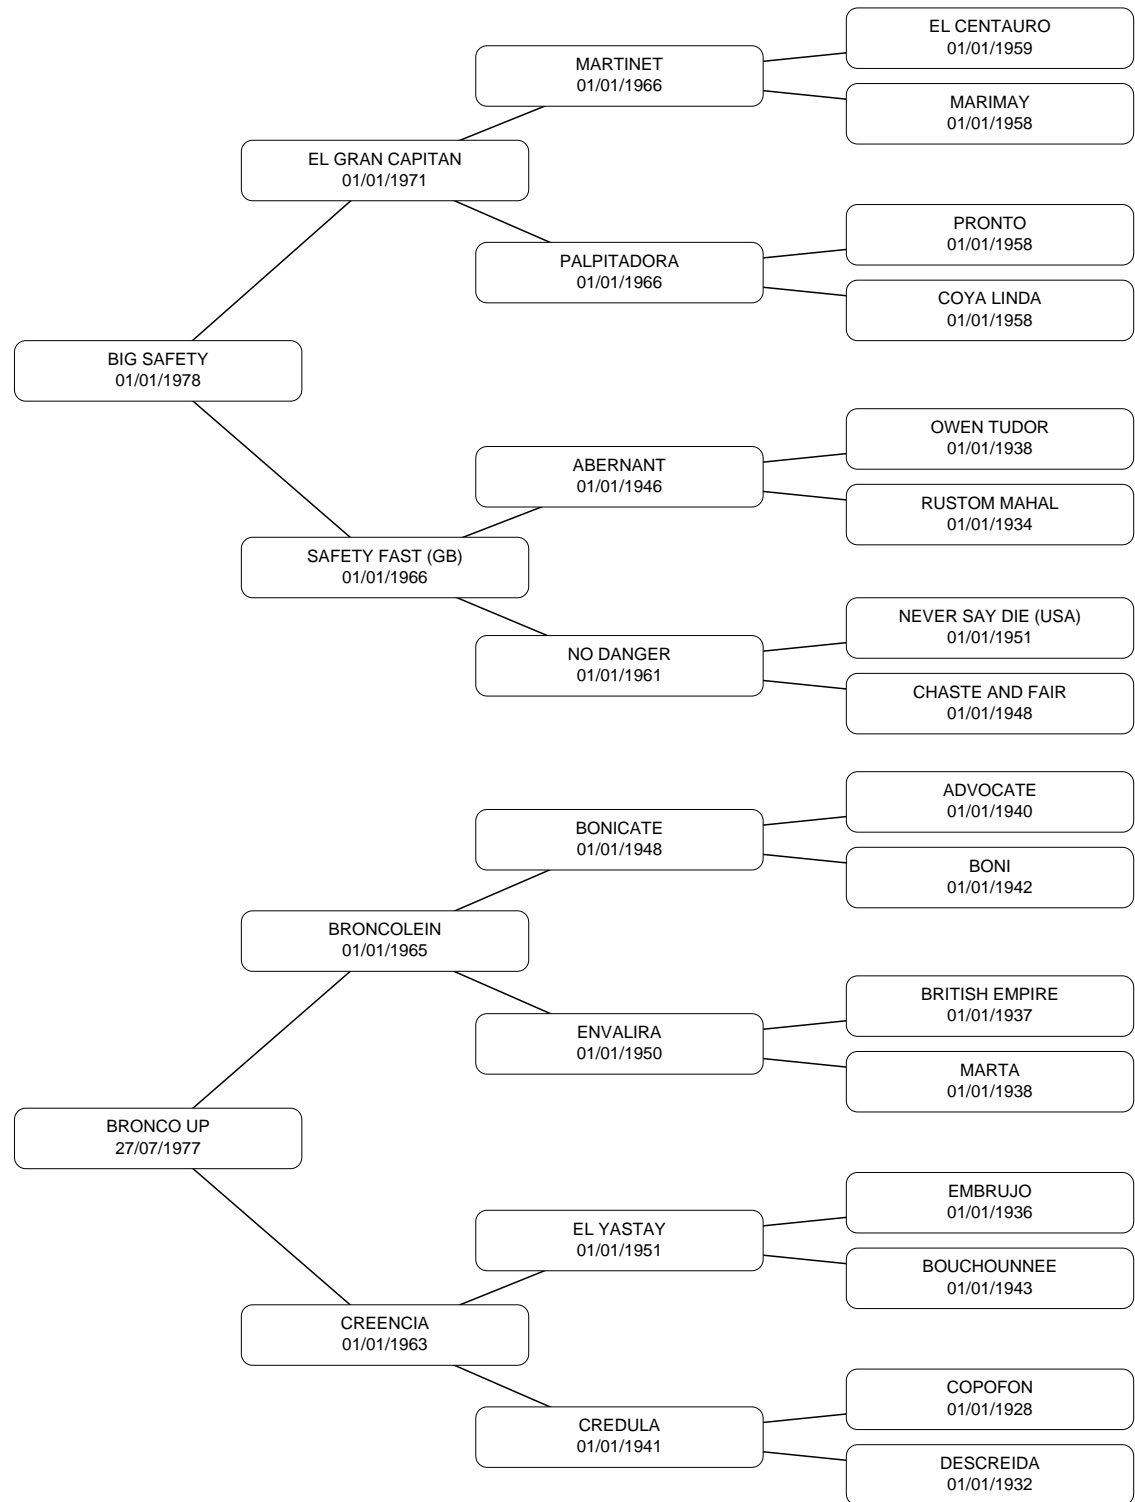 EL CENTAURO
01/01/1959
MARTINET
01/01/1966
MARIMAY
01/01/1958
EL GRAN CAPITAN
01/01/1971
PRONTO
01/01/1958
PALPITADORA
01/01/1966
COYA LINDA
01/01/1958
BIG SAFETY
01/01/1978
OWEN TUDOR
01/01/1938
ABERNANT
01/01/1946
RUSTOM MAHAL
01/01/1934
SAFETY FAST (GB)
01/01/1966
NEVER SAY DIE (USA)
01/01/1951
NO DANGER
01/01/1961
CHASTE AND FAIR
01/01/1948
ADVOCATE
01/01/1940
BONICATE
01/01/1948
BONI
01/01/1942
BRONCOLEIN
01/01/1965
BRITISH EMPIRE
01/01/1937
ENVALIRA
01/01/1950
MARTA
01/01/1938
BRONCO UP
27/07/1977
EMBRUJO
01/01/1936
EL YASTAY
01/01/1951
BOUCHOUNNEE
01/01/1943
CREENCIA
01/01/1963
COPOFON
01/01/1928
CREDULA
01/01/1941
DESCREIDA
01/01/1932